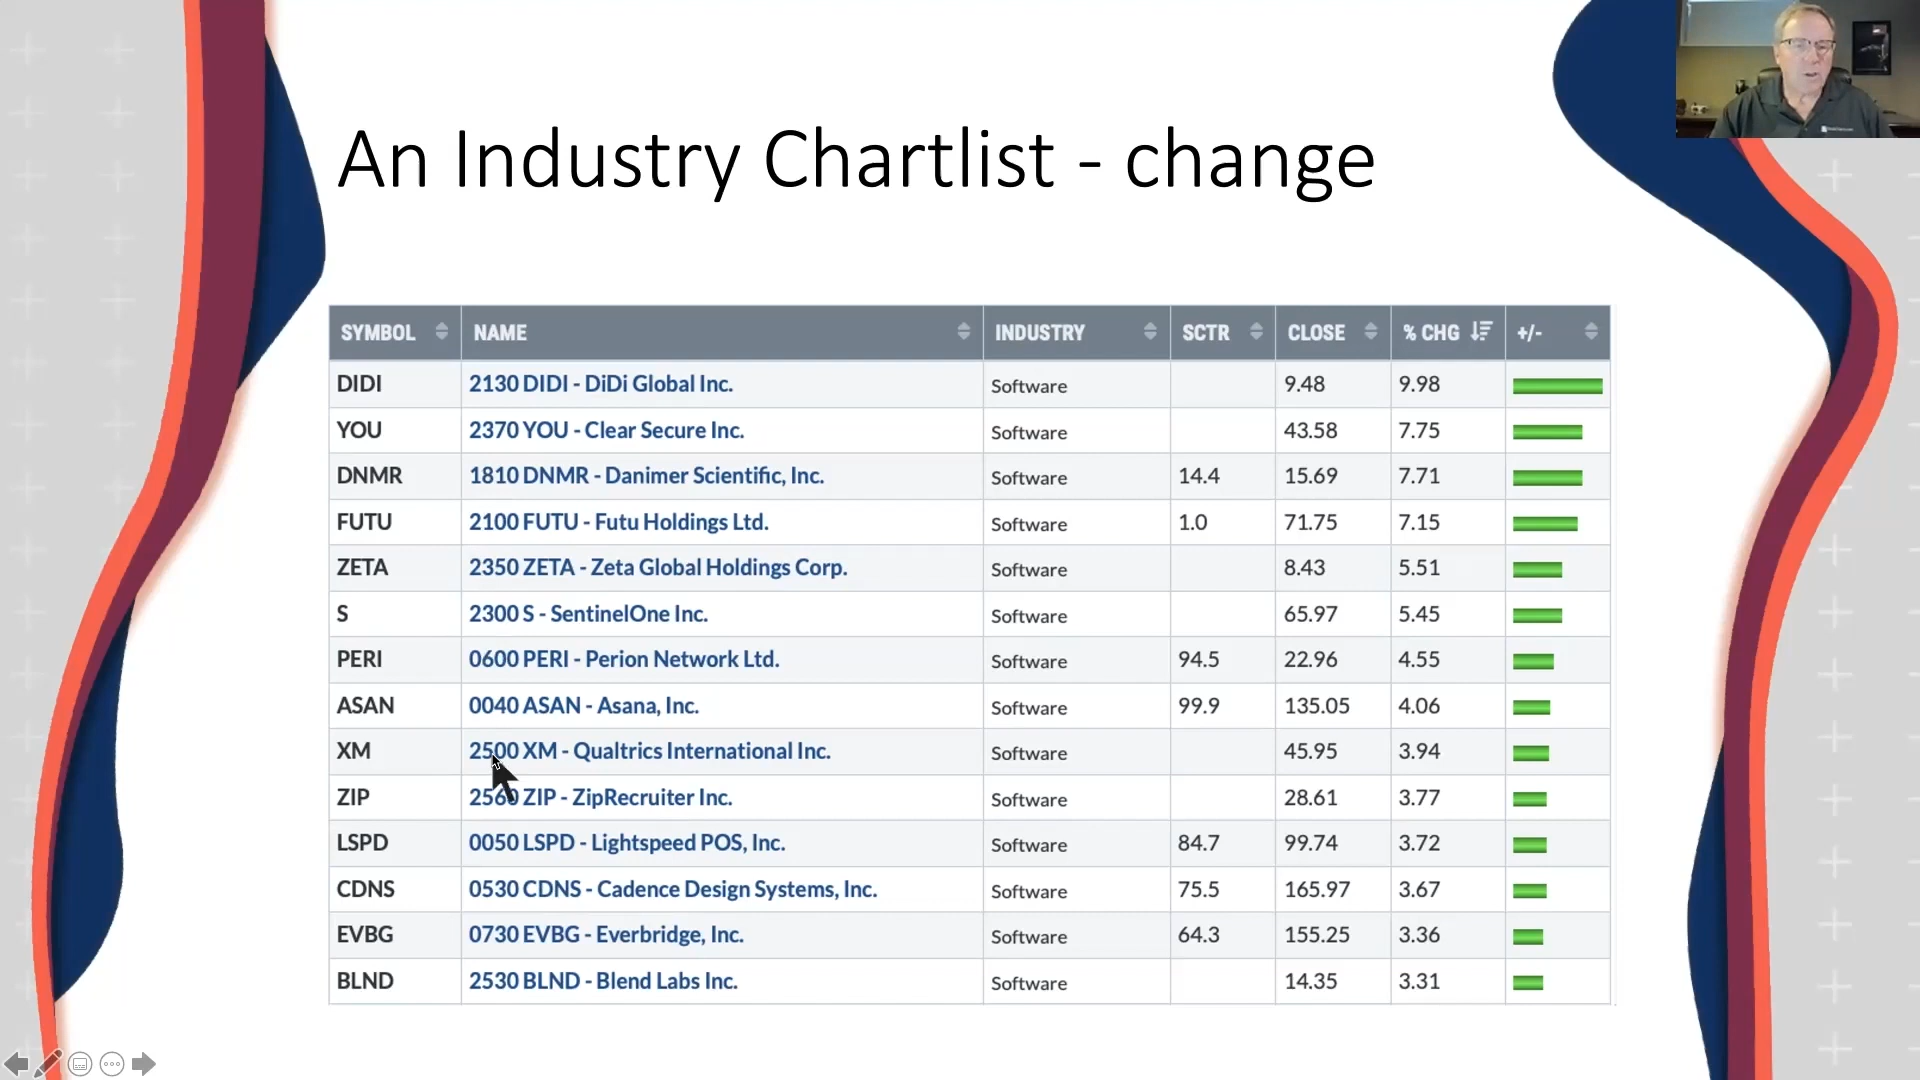 An Industry Chartlist - change
SYMBOL NAME INDUSTRY SCTR CLOSE % CHG +/-
DIDI 2130 DIDI - DiDi Global Inc. Software 9.48 9.98
YOU 2370 YOU - Clear Secure Inc. Software 43.58 7.75
DNMR 1810 DNMR - Danimer Scientific, Inc. Software 14.4 15.69 7.71
FUTU 2100 FUTU - Futu Holdings Ltd. Software 1.0 71.75 7.15
ZETA 2350 ZETA - Zeta Global Holdings Corp. Software 8.43 5.51
S 2300 S - SentinelOne Inc. Software 65.97 5.45
PERI 0600 PERI - Perion Network Ltd. Software 94.5 22.96 4.55
ASAN 0040 ASAN - Asana, Inc. Software 99.9 135.05 4.06
XM 2500 XM - Qualtrics International Inc. Software 45.95 3.94
ZIP 2560 ZIP - ZipRecruiter Inc. Software 28.61 3.77
LSPD 0050 LSPD - Lightspeed POS, Inc. Software 84.7 99.74 3.72
CDNS 0530 CDNS - Cadence Design Systems, Inc. Software 75.5 165.97 3.67
EVBG 0730 EVBG - Everbridge, Inc. Software 64.3 155.25 3.36
BLND 2530 BLND - Blend Labs Inc. Software 14.35 3.31